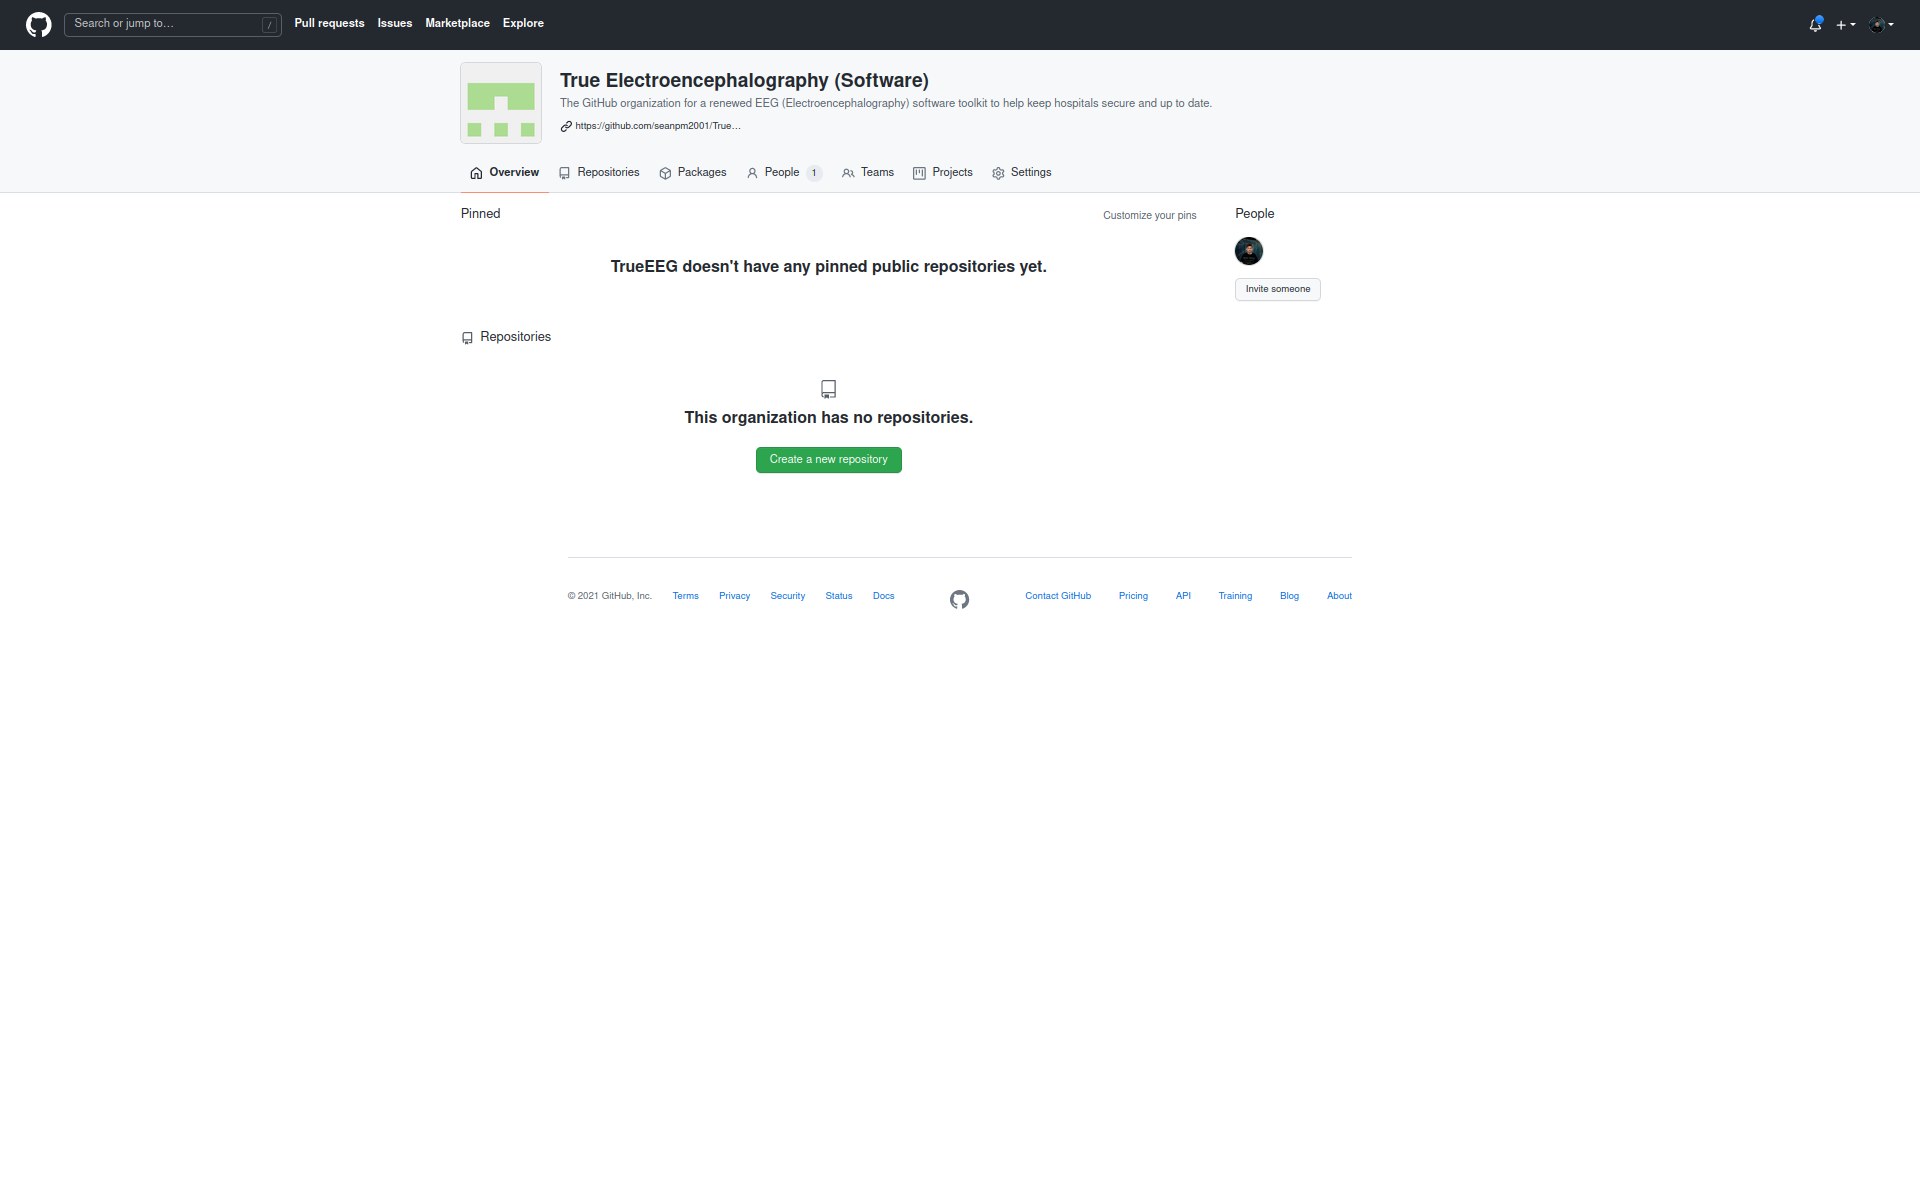 Search or jump to… /
Pull requests Issues Marketplace Explore
True Electroencephalography (Software)
The GitHub organization for a renewed EEG (Electroencephalography) software toolkit to help keep hospitals secure and up to date.
https://github.com/seanpm2001/True…
Overview Repositories Packages People 1 Teams Projects Settings
Pinned
Customize your pins
TrueEEG doesn't have any pinned public repositories yet.
People
Invite someone
Repositories
This organization has no repositories.
Create a new repository
© 2021 GitHub, Inc. Terms Privacy Security Status Docs Contact GitHub Pricing API Training Blog About